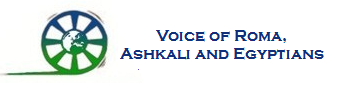 Voice of Roma,
Ashkali and Egyptians